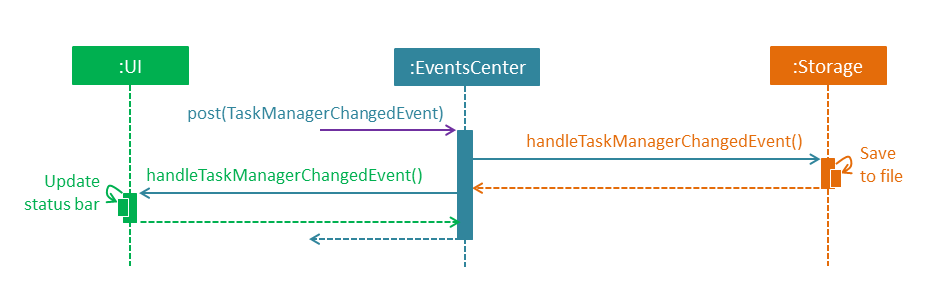 :UI
:EventsCenter
:Storage
post(TaskManagerChangedEvent)
handleTaskManagerChangedEvent()
Save
to file
handleTaskManagerChangedEvent()
Update
status bar